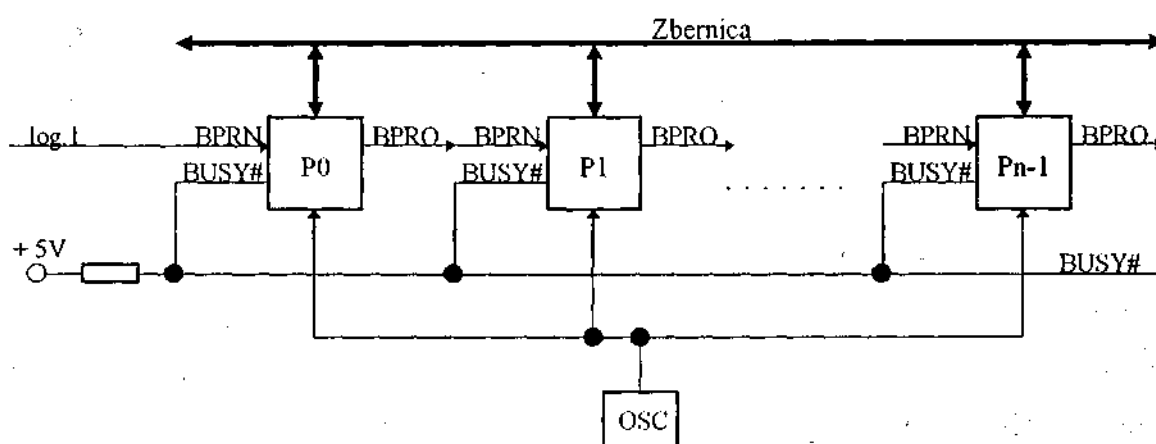 Zbernica
log.1 BPRN P0 BPRO BPRN P1 BPRO BPRN Pn-1 BPRO
BUSY# BUSY# . . . . . . . BUSY#
+ 5V
BUSY#
OSC